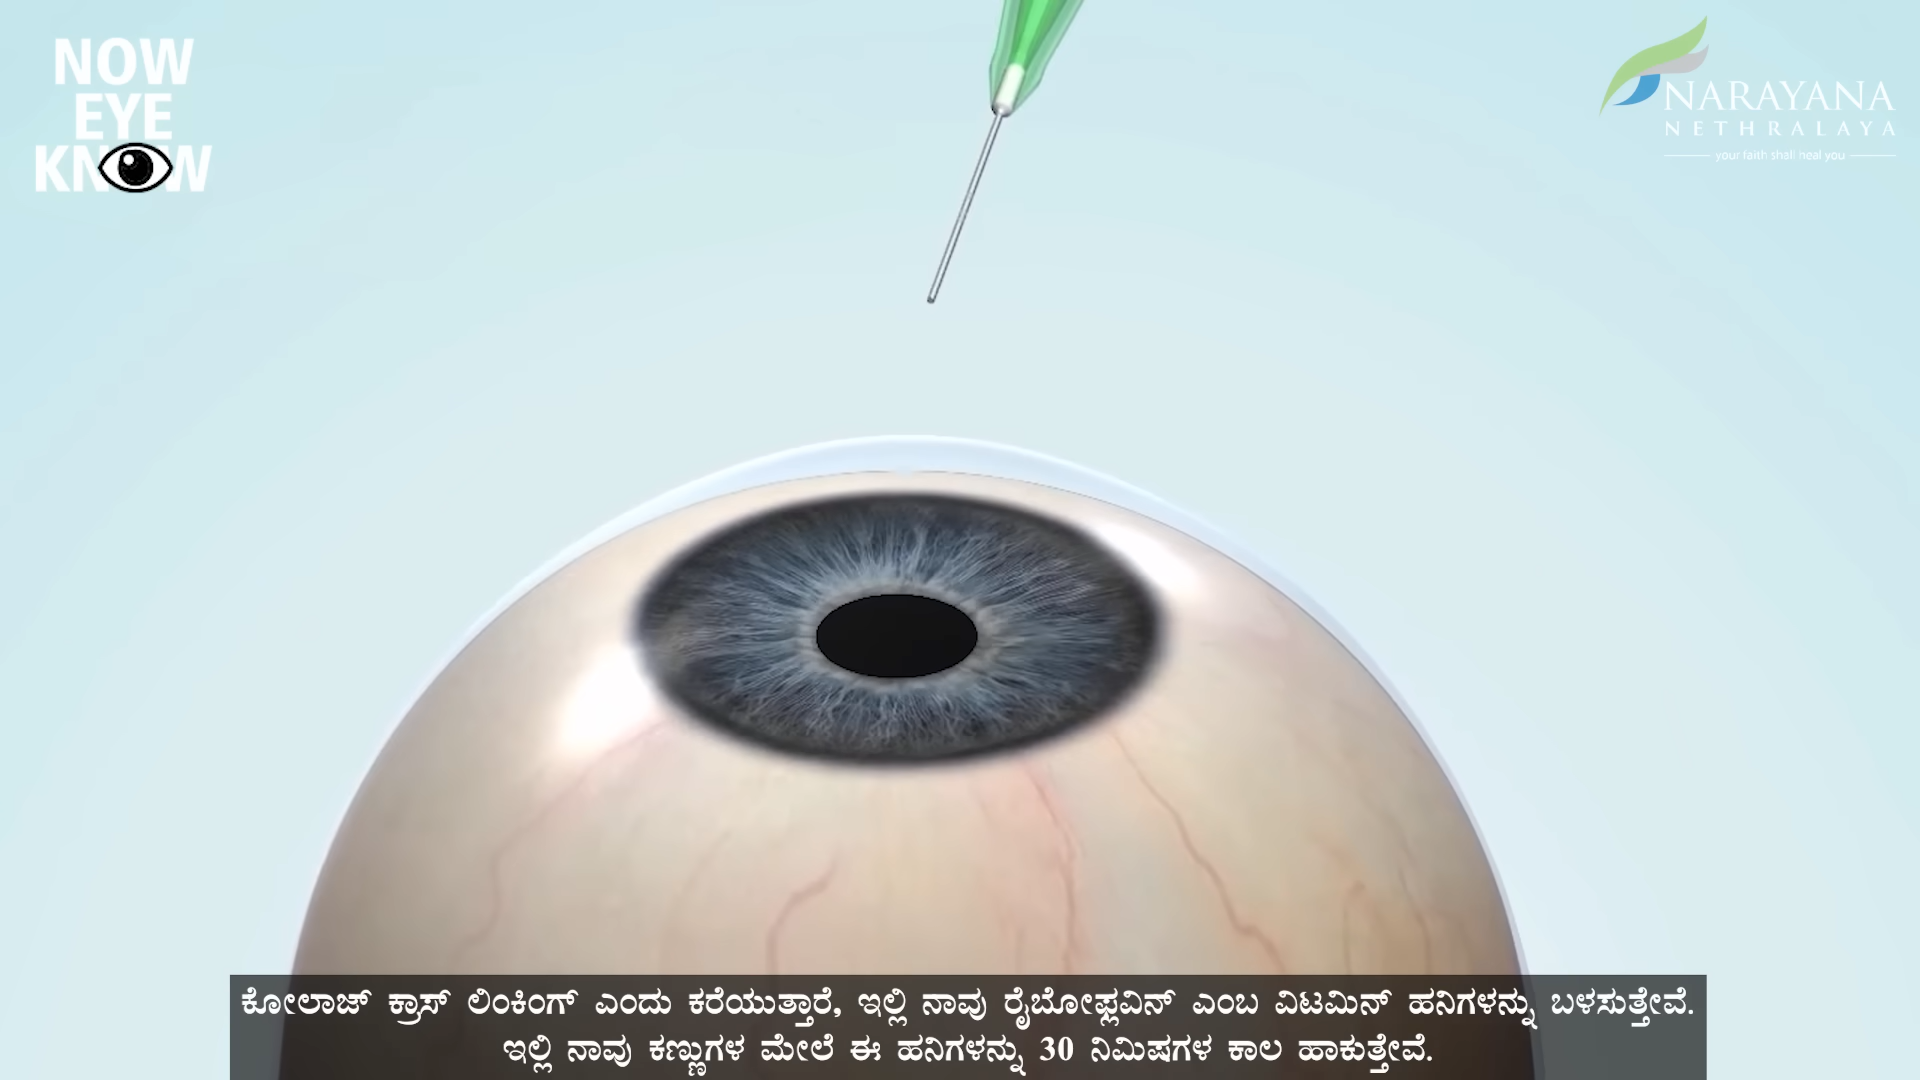 NOW
EYE
KNOW
NARAYANA
NETHRALAYA
your faith shall heal you
ಕೋಲಾಜ್ ಕ್ರಾಸ್ ಲಿಂಕಿಂಗ್ ಎಂದು ಕರೆಯುತ್ತಾರೆ, ಇಲ್ಲಿ ನಾವು ರೈಬೋಫ್ಲವಿನ್ ಎಂಬ ವಿಟಮಿನ್ ಹನಿಗಳನ್ನು ಬಳಸುತ್ತೇವೆ.
ಇಲ್ಲಿ ನಾವು ಕಣ್ಣುಗಳ ಮೇಲೆ ಈ ಹನಿಗಳನ್ನು 30 ನಿಮಿಷಗಳ ಕಾಲ ಹಾಕುತ್ತೇವೆ.